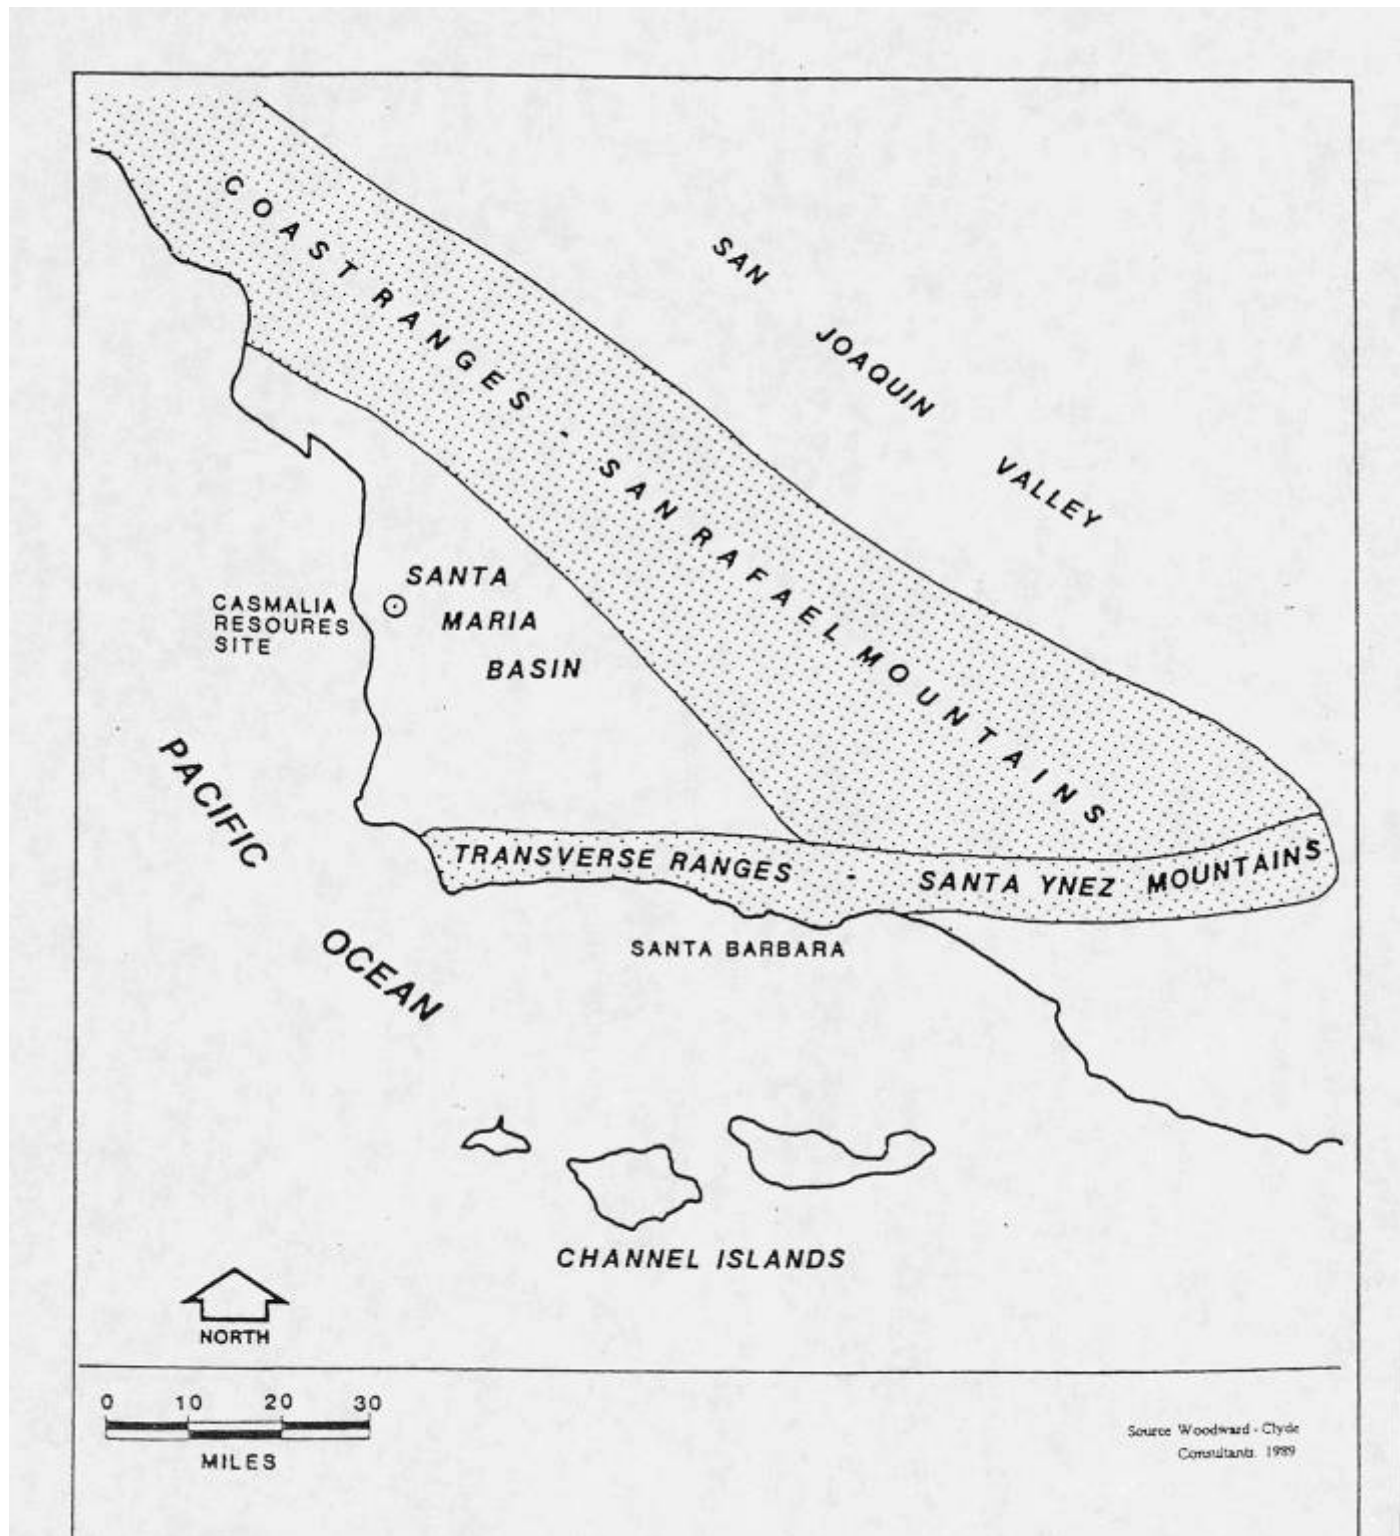 COAST RANGES - SAN RAFAEL MOUNTAINS
SAN
JOAQUIN
VALLEY
SANTA
MARIA
BASIN
CASMALIA
RESOURES
SITE
PACIFIC
OCEAN
TRANSVERSE RANGES - SANTA YNEZ MOUNTAINS
SANTA BARBARA
CHANNEL ISLANDS
NORTH
0 10 20 30
MILES
Source Woodward - Clyde
Consultants. 1989